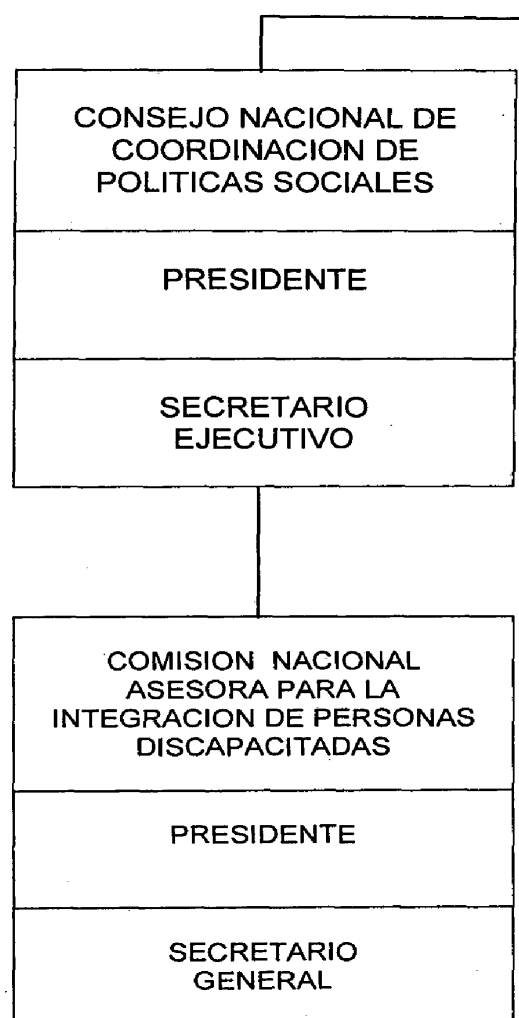 CONSEJO NACIONAL DE
COORDINACION DE
POLITICAS SOCIALES
PRESIDENTE
SECRETARIO
EJECUTIVO
COMISION NACIONAL
ASESORA PARA LA
INTEGRACION DE PERSONAS
DISCAPACITADAS
PRESIDENTE
SECRETARIO
GENERAL